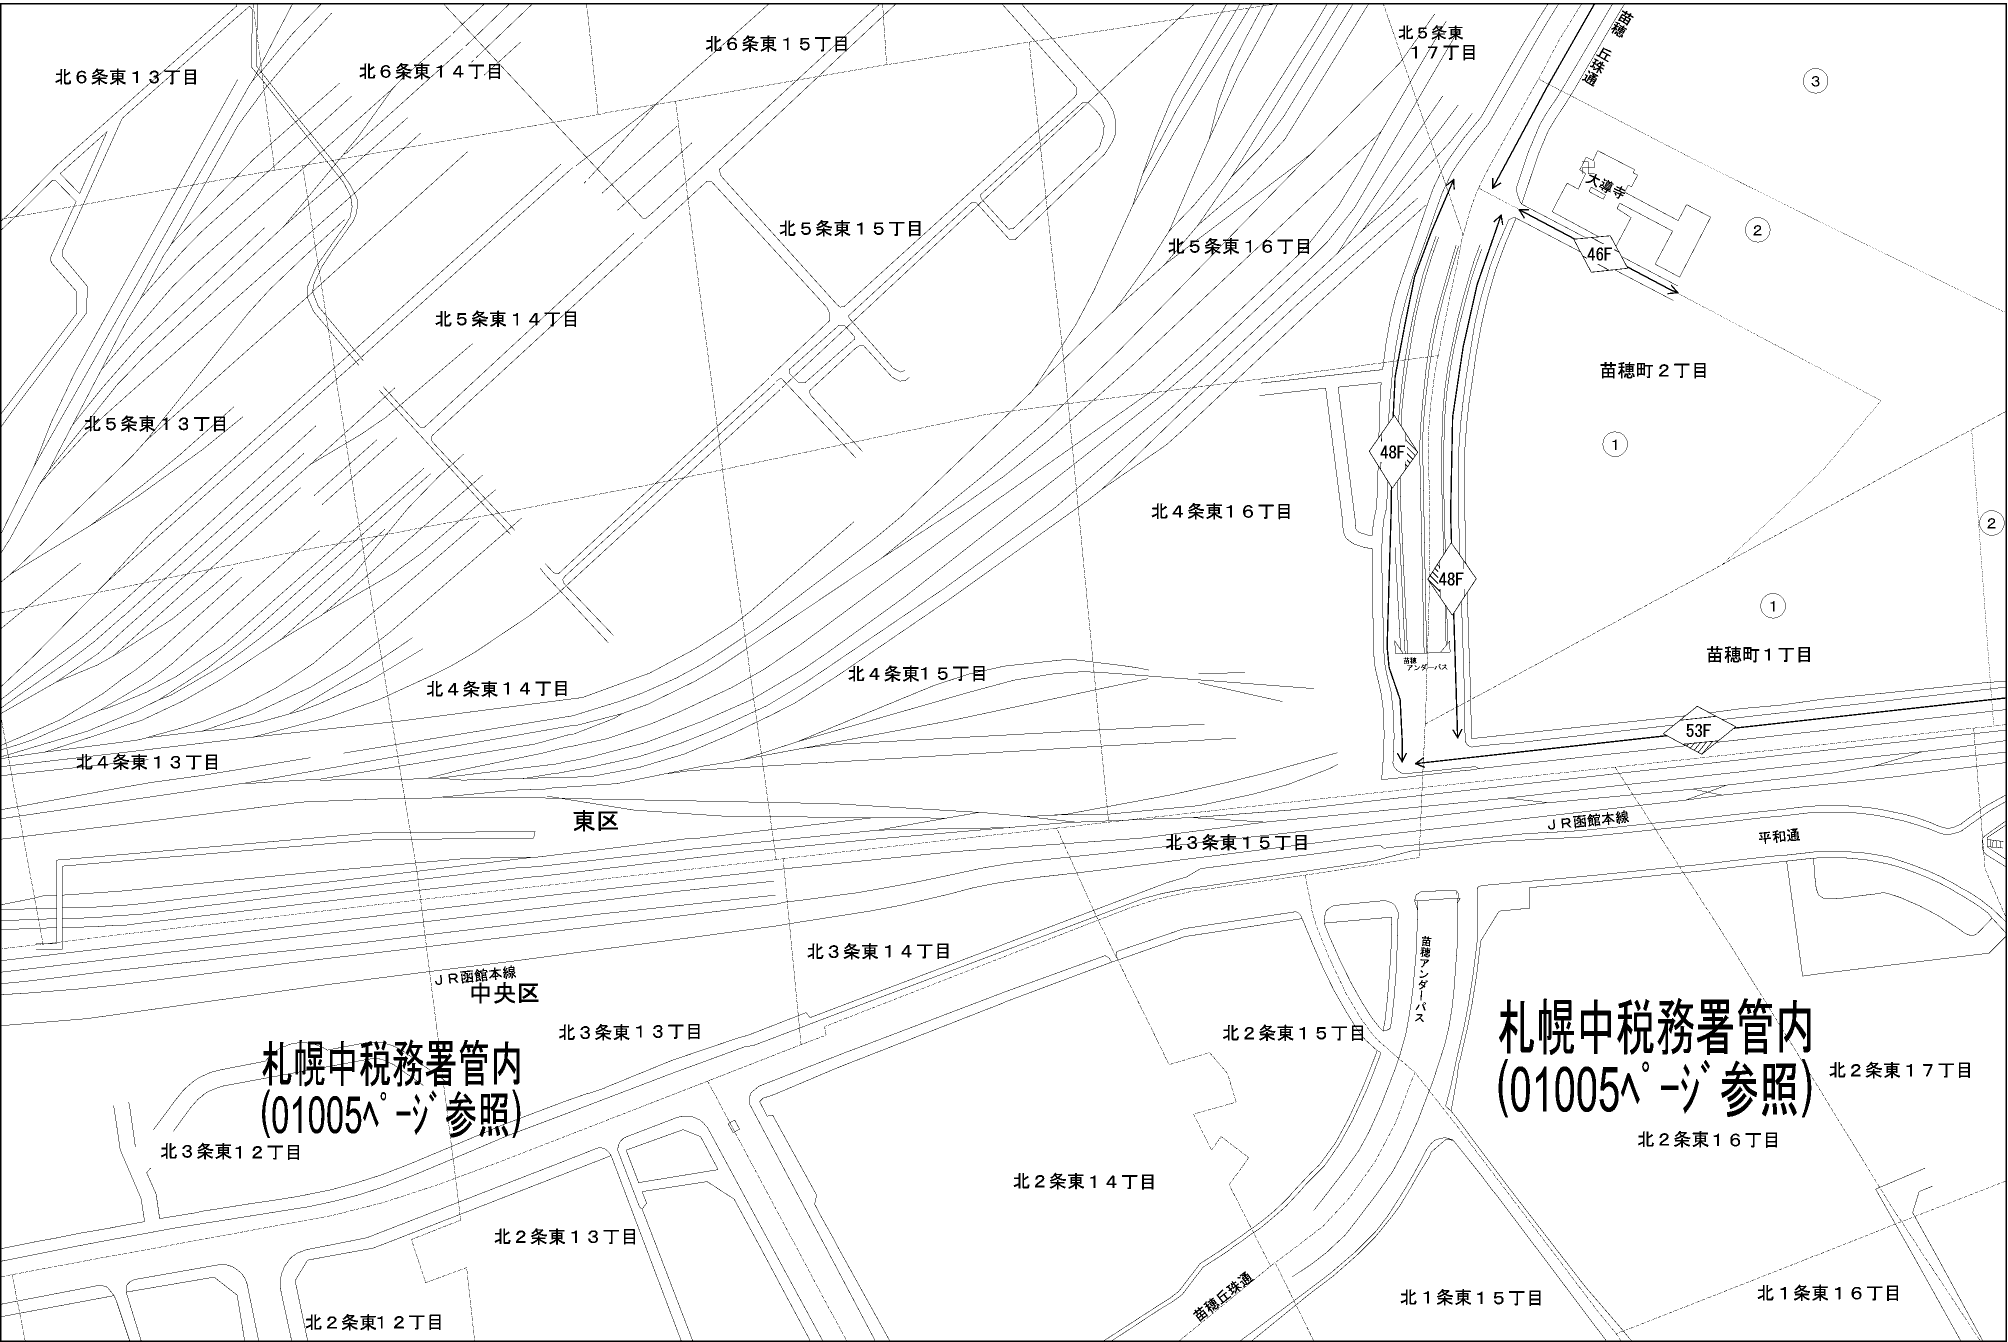 北６条東１３丁目
北６条東１４丁目
北６条東１５丁目
北５条東
１７丁目
苗穂
丘珠通
３
大導寺
２
46F
北５条東１５丁目
北５条東１６丁目
北５条東１４丁目
苗穂町２丁目
北５条東１３丁目
１
48F
北４条東１６丁目
２
48F
１
苗穂
アンダーパス
苗穂町１丁目
北４条東１４丁目
北４条東１５丁目
53F
北４条東１３丁目
東区
ＪＲ函館本線
平和通
北３条東１５丁目
北３条東１４丁目
苗穂アンダーパス
ＪＲ函館本線
中央区
北３条東１３丁目
北２条東１５丁目
札幌中税務署管内
(01005ﾍﾟｰｼﾞ参照)
札幌中税務署管内
(01005ﾍﾟｰｼﾞ参照)
北２条東１７丁目
北２条東１６丁目
北３条東１２丁目
北２条東１４丁目
北２条東１３丁目
苗穂丘珠通
北１条東１５丁目
北１条東１６丁目
北２条東１２丁目